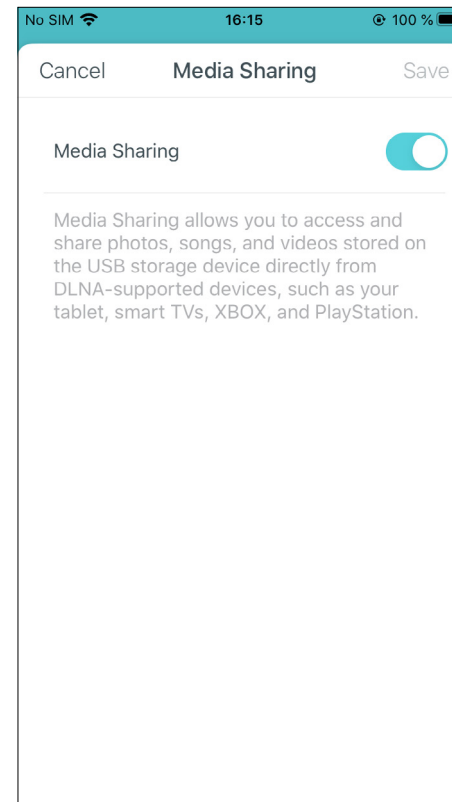 No SIM 16:15 100 %
Cancel Media Sharing Save
Media Sharing
Media Sharing allows you to access and
share photos, songs, and videos stored on
the USB storage device directly from
DLNA-supported devices, such as your
tablet, smart TVs, XBOX, and PlayStation.